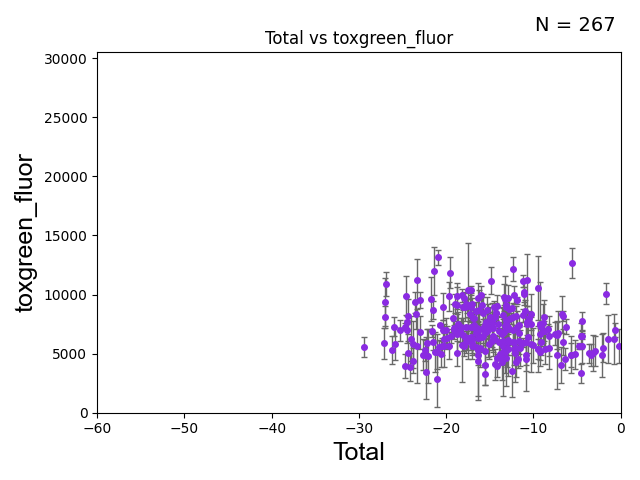 N = 267
Total vs toxgreen_fluor
30000
25000
20000
15000
10000
5000
0
toxgreen_fluor
−60 −50 −40 −30 −20 −10 0
Total